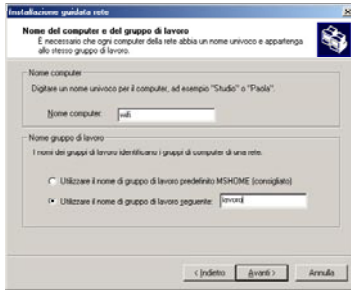 Installazione guidata rete
Nome del computer e del gruppo di lavoro
È necessario che ogni computer della rete abbia un nome univoco e appartenga
allo stesso gruppo di lavoro.
Nome computer
Digitare un nome univoco per il computer, ad esempio "Studio" o "Paola".
Nome computer: wifi
Nome gruppo di lavoro
I nomi dei gruppi di lavoro identificano i gruppi di computer di una rete.
Utilizzare il nome di gruppo di lavoro predefinito MSHOME (consigliato)
Utilizzare il nome di gruppo di lavoro seguente: lavoro
< Indietro Avanti > Annulla